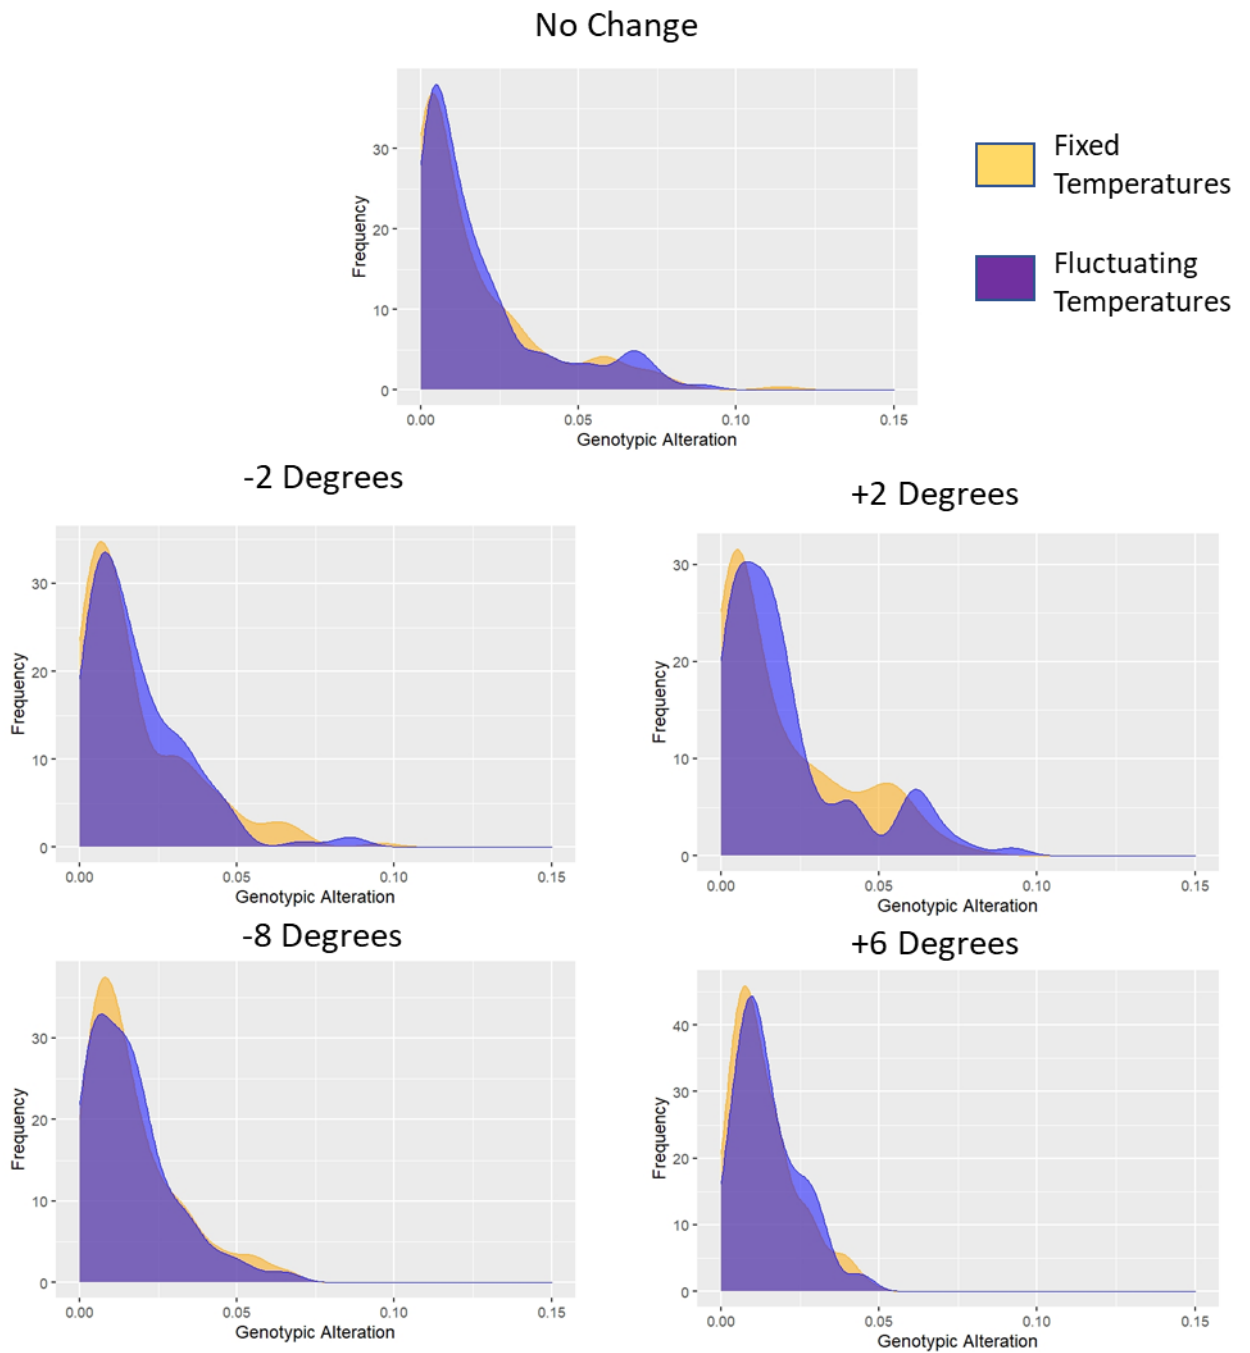 No Change
Fixed
Temperatures
Fluctuating
Temperatures
30
20
10
0
Frequency
0.00 0.05 0.10 0.15
Genotypic Alteration
-2 Degrees
30
20
10
0
Frequency
0.00 0.05 0.10 0.15
Genotypic Alteration
+2 Degrees
30
20
10
0
Frequency
0.00 0.05 0.10 0.15
Genotypic Alteration
-8 Degrees
30
20
10
0
Frequency
0.00 0.05 0.10 0.15
Genotypic Alteration
+6 Degrees
40
30
20
10
0
Frequency
0.00 0.05 0.10 0.15
Genotypic Alteration